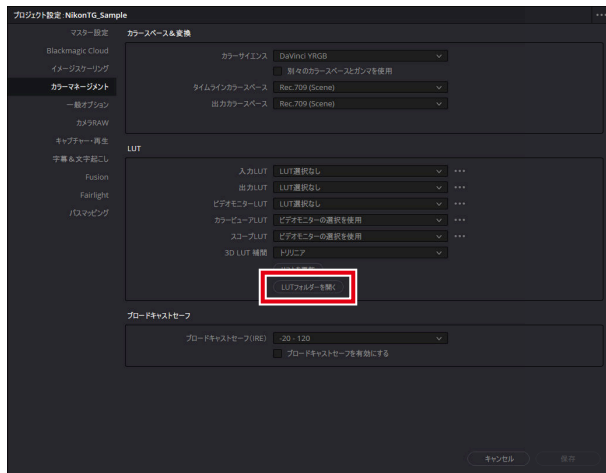 プロジェクト設定:NikonTG_Sample
マスター設定
Blackmagic Cloud
イメージスケーリング
カラーマネージメント
一般オプション
カメラRAW
キャプチャー・再生
字幕&文字起こし
Fusion
Fairlight
パスマッピング
カラースペース&変換
カラーサイエンス DaVinci YRGB
別々のカラースペースとガンマを使用
タイムラインカラースペース Rec.709 (Scene)
出力カラースペース Rec.709 (Scene)
LUT
入力LUT LUT選択なし
出力LUT LUT選択なし
ビデオモニターLUT LUT選択なし
カラービューアLUT ビデオモニターの選択を使用
スコープLUT ビデオモニターの選択を使用
3D LUT 補間 トリリニア
LUTフォルダーを開く
ブロードキャストセーフ
ブロードキャストセーフ(IRE) -20 - 120
ブロードキャストセーフを有効にする
キャンセル 保存